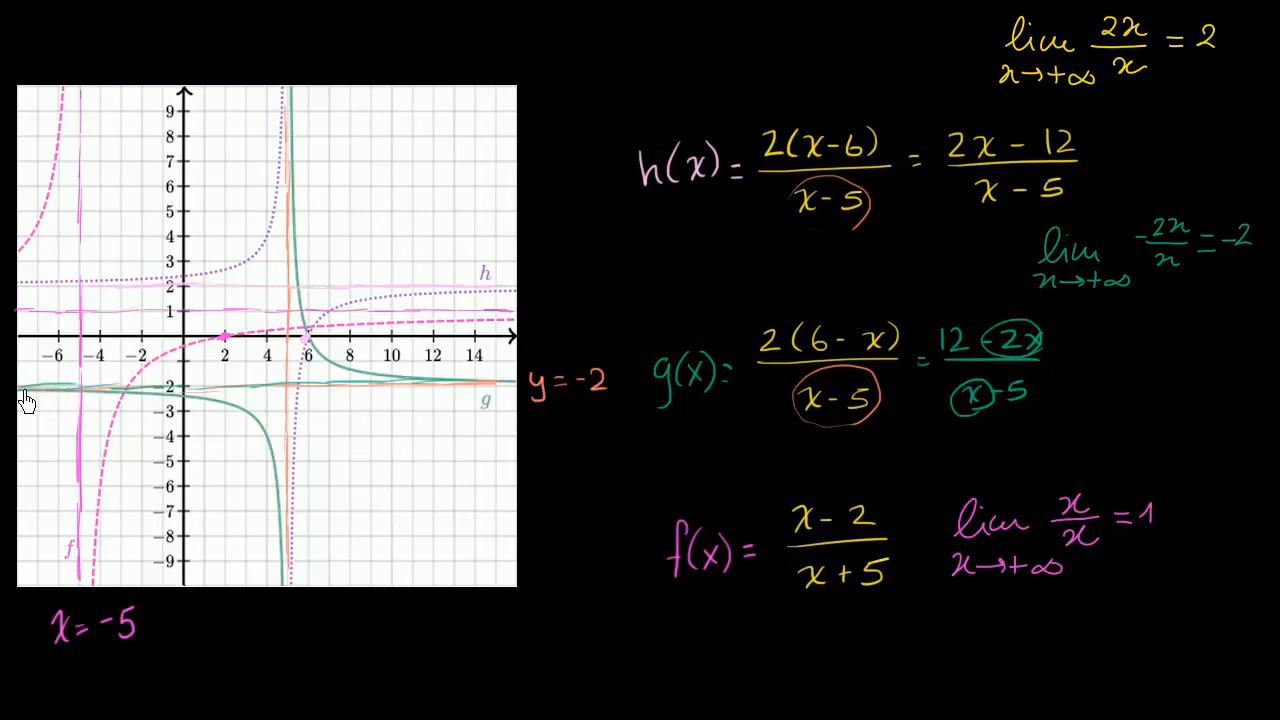 lim x→+∞ 2x/x = 2
h(x) = 2(x-6)/x-5 = 2x-12/x-5
lim x→+∞ -2x/x = -2
g(x) = 2(6-x)/x-5 = 12-2x/x-5
f(x) = x-2/x+5
lim x→+∞ x/x = 1
y = -2
x = -5
9
8
7
6
5
4
3
h
2
1
-6 -4 -2 2 4 6 8 10 12 14
-2
g
-3
-4
-5
-6
-7
-8
f
-9